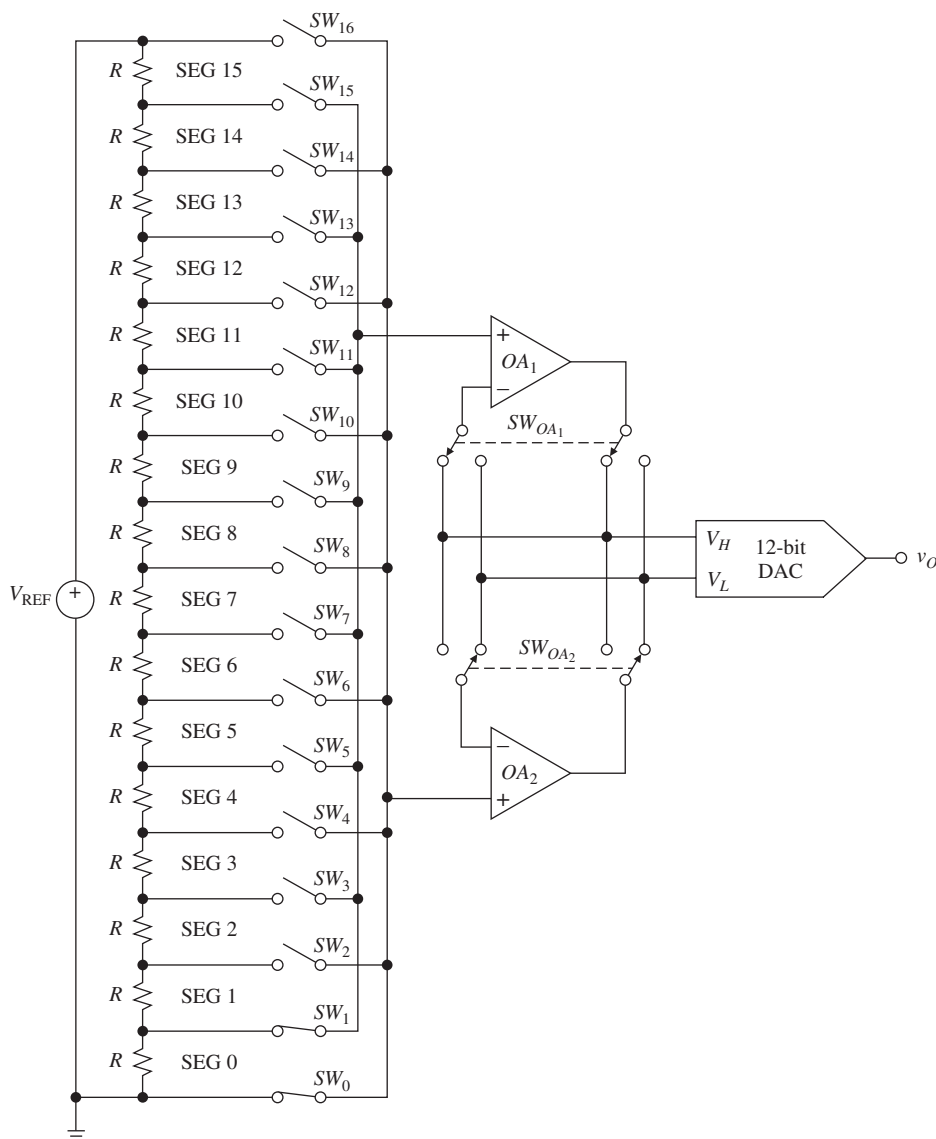 SW16
R SEG 15
SW15
R SEG 14
SW14
R SEG 13
SW13
R SEG 12
SW12
R SEG 11
SW11
R SEG 10
SW10
R SEG 9
SW9
R SEG 8
SW8
R SEG 7
SW7
R SEG 6
SW6
R SEG 5
SW5
R SEG 4
SW4
R SEG 3
SW3
R SEG 2
SW2
R SEG 1
SW1
R SEG 0
SW0
VREF
+
+
OA1
−
SWOA1
VH
VL
12-bit
DAC
vO
SWOA2
−
OA2
+